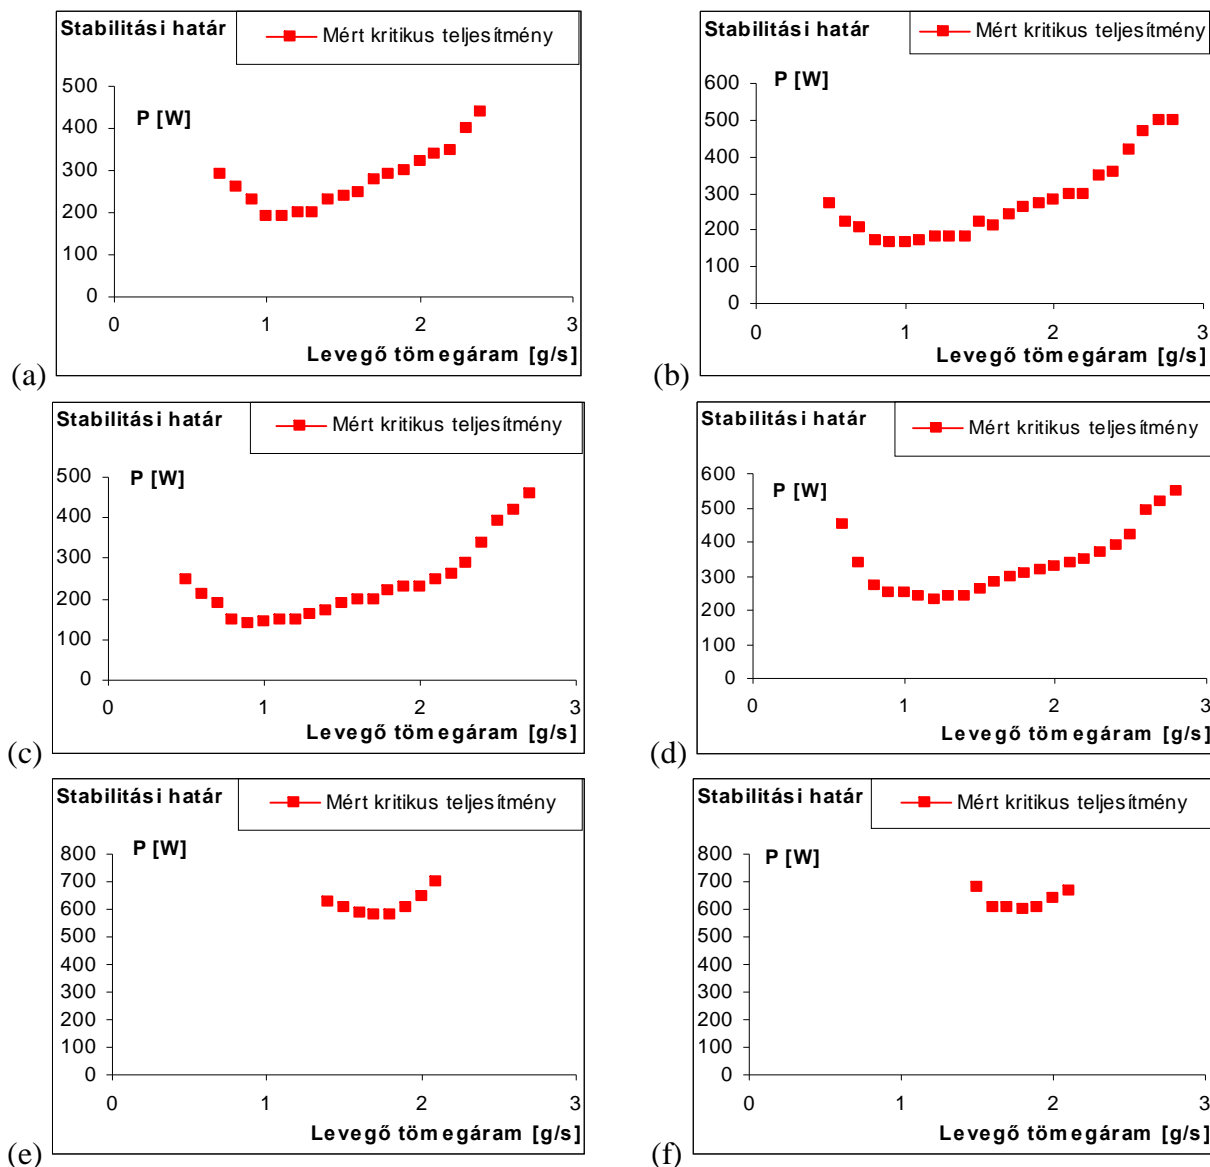 Stabilitási határ
Mért kritikus teljesítmény
P [W]
500
400
300
200
100
0
0 1 2 3
Levegő tömegáram [g/s]
(a)
Stabilitási határ
Mért kritikus teljesítmény
P [W]
600
500
400
300
200
100
0
0 1 2 3
Levegő tömegáram [g/s]
(b)
Stabilitási határ
Mért kritikus teljesítmény
P [W]
500
400
300
200
100
0
0 1 2 3
Levegő tömegáram [g/s]
(c)
Stabilitási határ
Mért kritikus teljesítmény
P [W]
600
500
400
300
200
100
0
0 1 2 3
Levegő tömegáram [g/s]
(d)
Stabilitási határ
Mért kritikus teljesítmény
P [W]
800
700
600
500
400
300
200
100
0
0 1 2 3
Levegő tömegáram [g/s]
(e)
Stabilitási határ
Mért kritikus teljesítmény
P [W]
800
700
600
500
400
300
200
100
0
0 1 2 3
Levegő tömegáram [g/s]
(f)